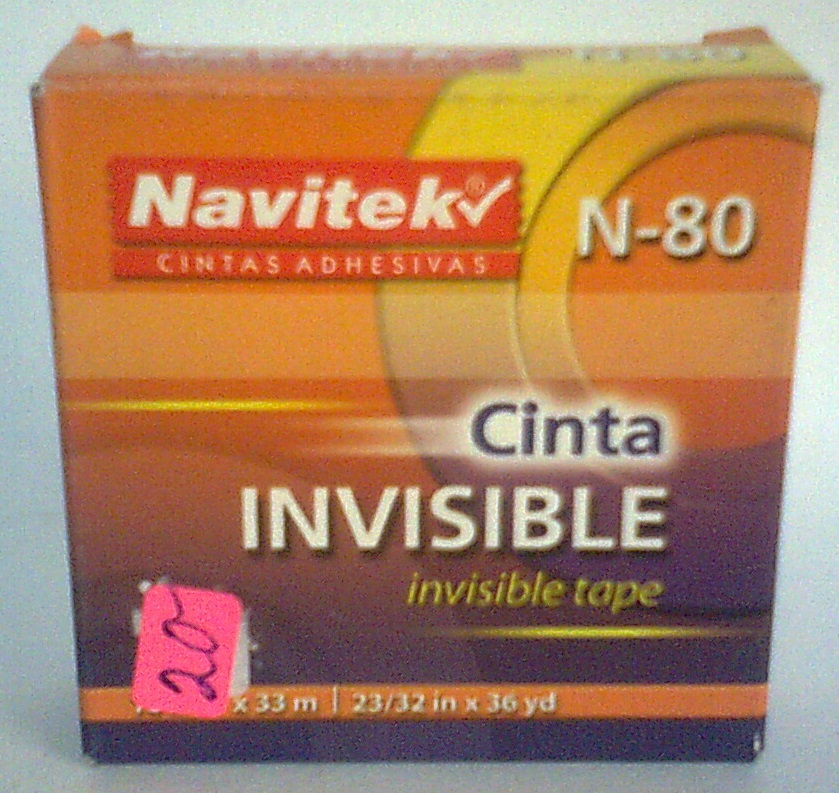 Navitek®
CINTAS ADHESIVAS
N-80
Cinta
INVISIBLE
invisible tape
20
x 33 m | 23/32 in x 36 yd